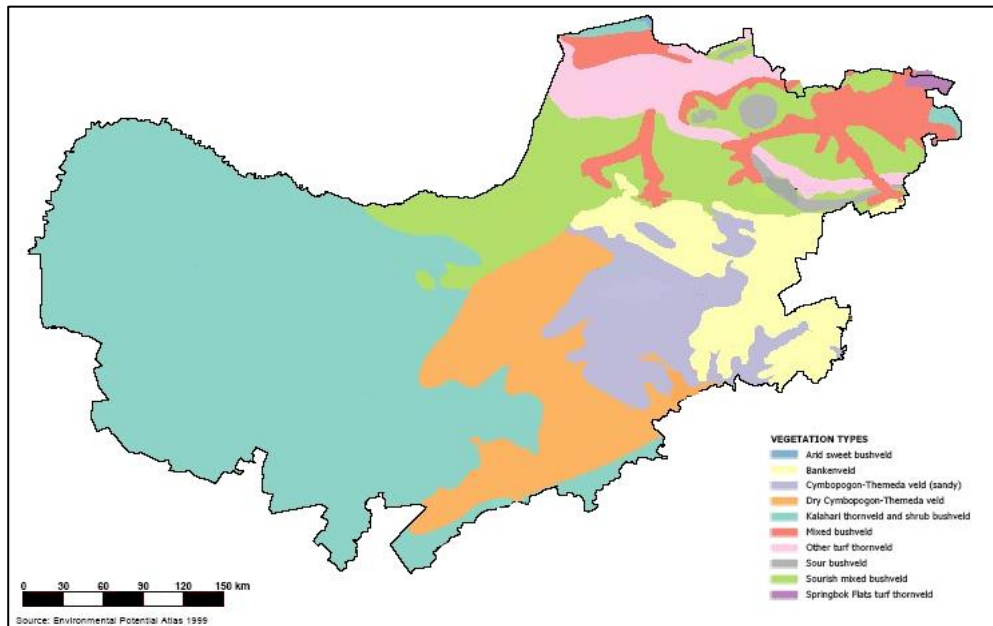 VEGETATION TYPES
Arid sweet bushveld
Bankenveld
Cymbopogon-Themeda veld (sandy)
Dry Cymbopogon-Themeda veld
Kalahari thornveld and shrub bushveld
Mixed bushveld
Other turf thornveld
Sour bushveld
Sourish mixed bushveld
Springbok Flats turf thornveld
0 30 60 90 120 150 km
Source: Environmental Potential Atlas 1999